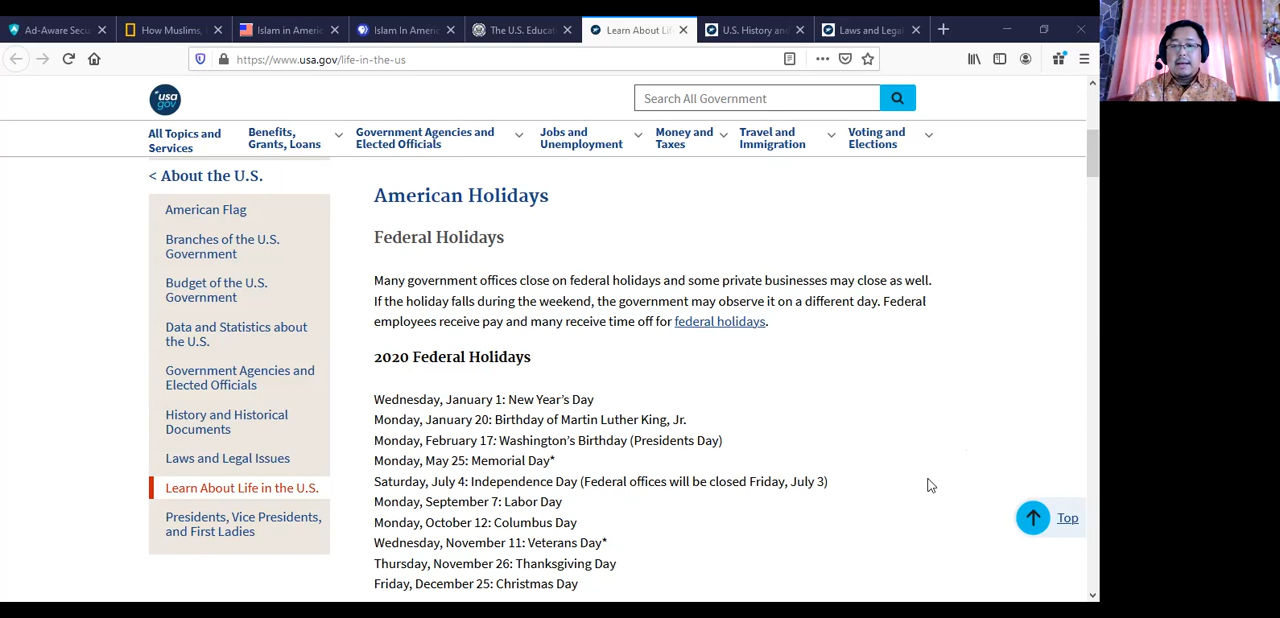 Ad-Aware Secu
How Muslims,
Islam in Americ
Islam In Americ
The U.S. Educat
Learn About Lif
U.S. History and
Laws and Legal
https://www.usa.gov/life-in-the-us
usa
gov
Search All Government
All Topics and
Services
Benefits,
Grants, Loans
Government Agencies and
Elected Officials
Jobs and
Unemployment
Money and
Taxes
Travel and
Immigration
Voting and
Elections
< About the U.S.
American Flag
Branches of the U.S.
Government
Budget of the U.S.
Government
Data and Statistics about
the U.S.
Government Agencies and
Elected Officials
History and Historical
Documents
Laws and Legal Issues
Learn About Life in the U.S.
Presidents, Vice Presidents,
and First Ladies
American Holidays
Federal Holidays
Many government offices close on federal holidays and some private businesses may close as well.
If the holiday falls during the weekend, the government may observe it on a different day. Federal
employees receive pay and many receive time off for federal holidays.
2020 Federal Holidays
Wednesday, January 1: New Year's Day
Monday, January 20: Birthday of Martin Luther King, Jr.
Monday, February 17: Washington's Birthday (Presidents Day)
Monday, May 25: Memorial Day*
Saturday, July 4: Independence Day (Federal offices will be closed Friday, July 3)
Monday, September 7: Labor Day
Monday, October 12: Columbus Day
Wednesday, November 11: Veterans Day*
Thursday, November 26: Thanksgiving Day
Friday, December 25: Christmas Day
Top